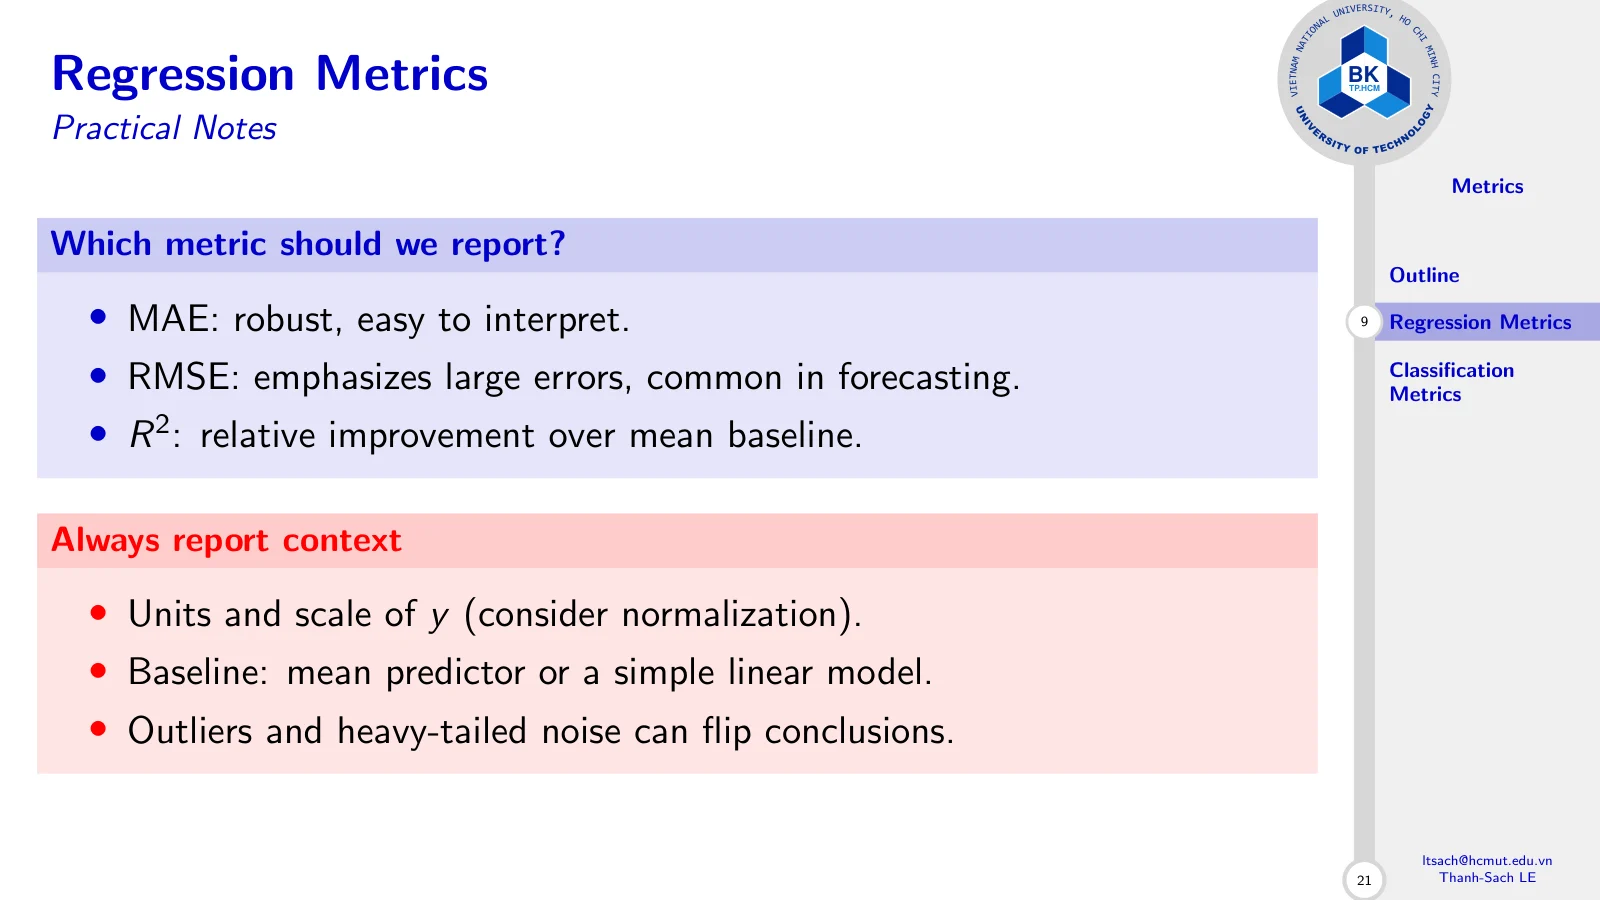 Regression Metrics
Practical Notes
Which metric should we report?
• MAE: robust, easy to interpret.
• RMSE: emphasizes large errors, common in forecasting.
• R²: relative improvement over mean baseline.
Always report context
• Units and scale of y (consider normalization).
• Baseline: mean predictor or a simple linear model.
• Outliers and heavy-tailed noise can flip conclusions.
VIETNAM NATIONAL UNIVERSITY, HO CHI MINH CITY
BK
TP.HCM
UNIVERSITY OF TECHNOLOGY
Metrics
Outline
9
Regression Metrics
Classification
Metrics
21
ltsach@hcmut.edu.vn
Thanh-Sach LE